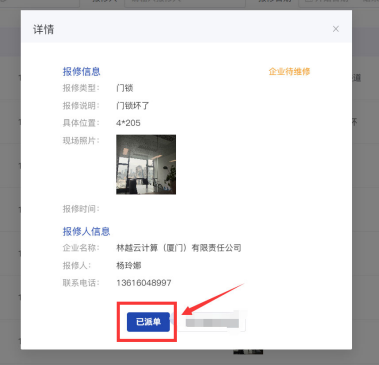 详情
×
报修信息 企业待维修
报修类型： 门锁
报修说明： 门锁坏了
具体位置： 4*205
现场照片：
报修时间：
报修人信息
企业名称： 林越云计算（厦门）有限责任公司
报修人： 杨玲娜
联系电话： 13616048997
已派单